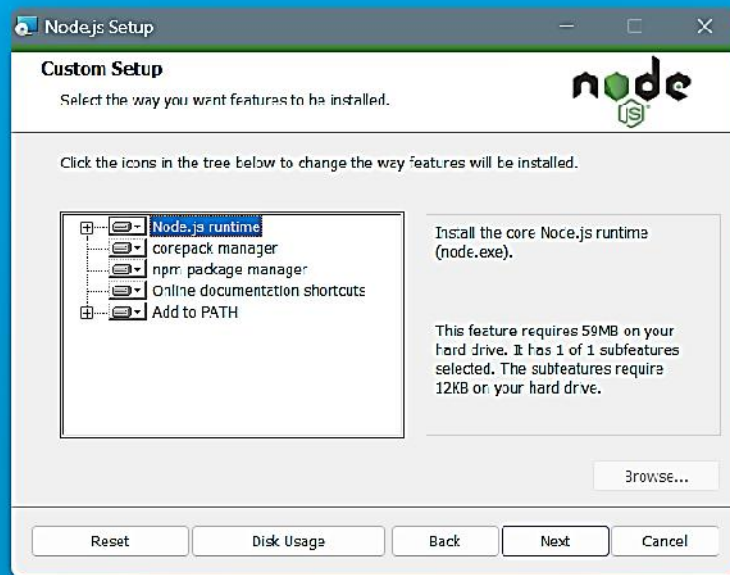 Node.js Setup
Custom Setup
Select the way you want features to be installed.
node
JS
Click the icons in the tree below to change the way features will be installed.
Node.js runtime
corepack manager
npm package manager
Online documentation shortcuts
Add to PATH
Install the core Node.js runtime
(node.exe).
This feature requires 59MB on your
hard drive. It has 1 of 1 subfeatures
selected. The subfeatures require
12KB on your hard drive.
Browse...
Reset
Disk Usage
Back
Next
Cancel